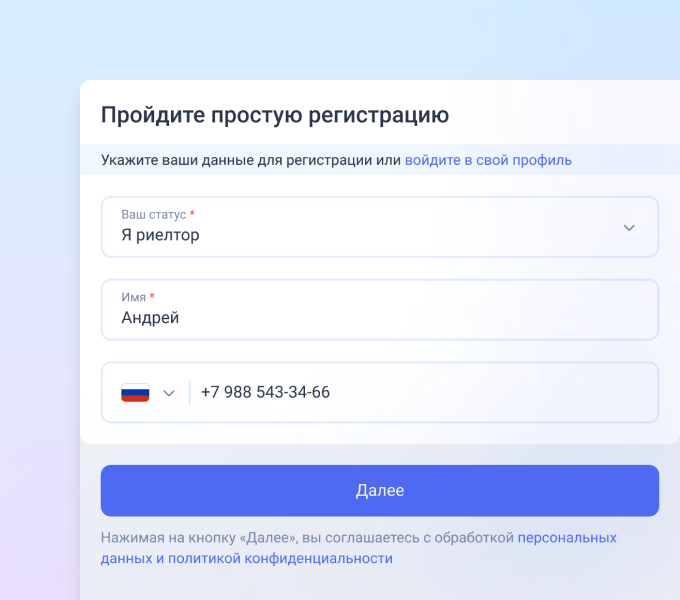 Пройдите простую регистрацию
Укажите ваши данные для регистрации или войдите в свой профиль
Ваш статус *
Я риелтор
Имя *
Андрей
+7 988 543-34-66
Далее
Нажимая на кнопку «Далее», вы соглашаетесь с обработкой персональных
данных и политикой конфиденциальности